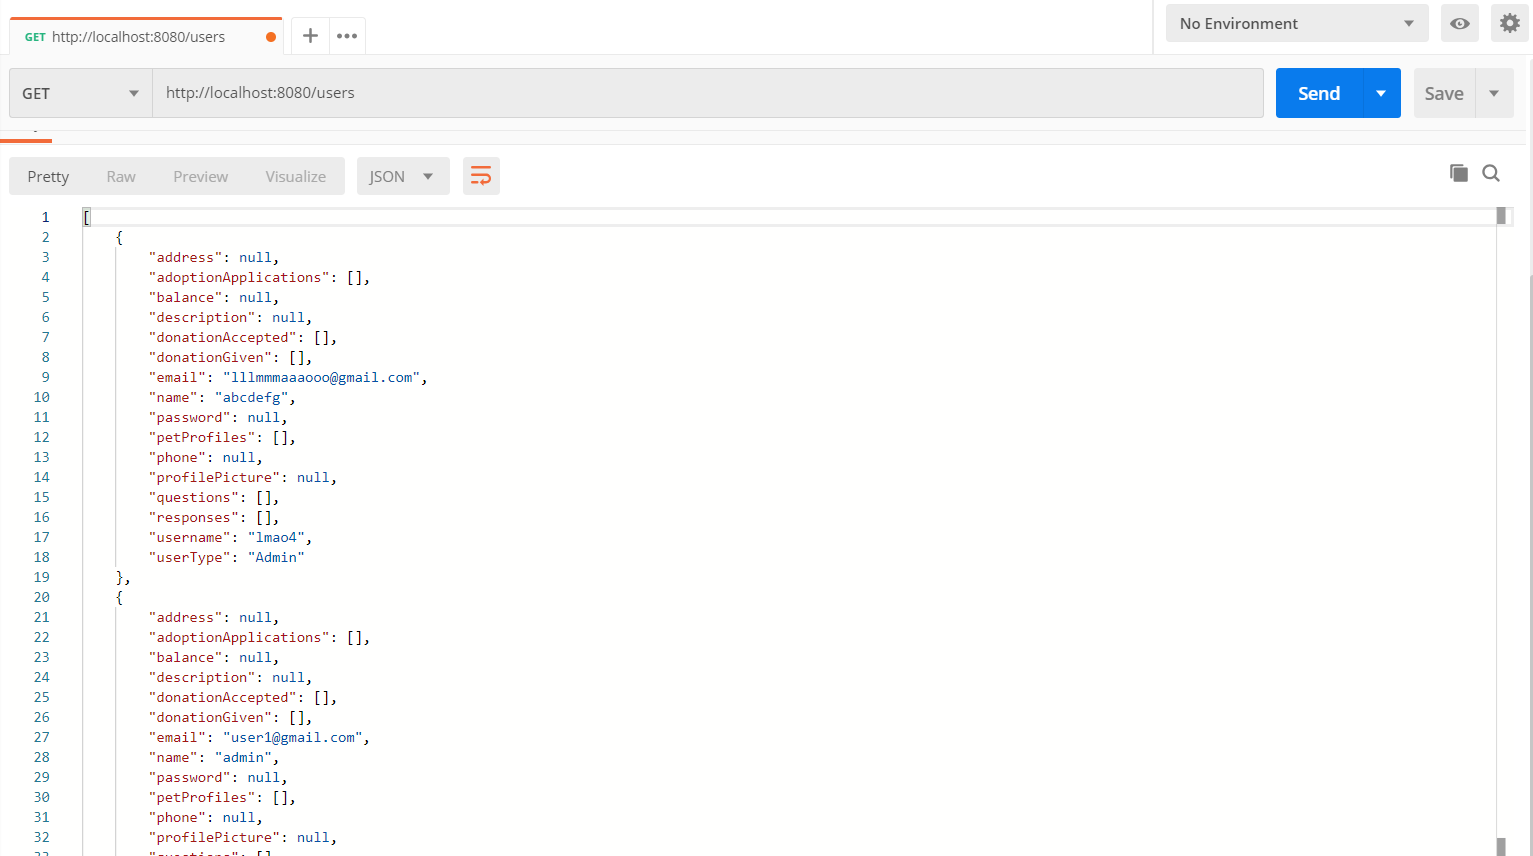 GET http://localhost:8080/users
No Environment
GET http://localhost:8080/users Send Save
Pretty Raw Preview Visualize JSON
1 [
2 {
3 "address": null,
4 "adoptionApplications": [],
5 "balance": null,
6 "description": null,
7 "donationAccepted": [],
8 "donationGiven": [],
9 "email": "lllmmmaaaooo@gmail.com",
10 "name": "abcdefg",
11 "password": null,
12 "petProfiles": [],
13 "phone": null,
14 "profilePicture": null,
15 "questions": [],
16 "responses": [],
17 "username": "lmao4",
18 "userType": "Admin"
19 },
20 {
21 "address": null,
22 "adoptionApplications": [],
23 "balance": null,
24 "description": null,
25 "donationAccepted": [],
26 "donationGiven": [],
27 "email": "user1@gmail.com",
28 "name": "admin",
29 "password": null,
30 "petProfiles": [],
31 "phone": null,
32 "profilePicture": null,